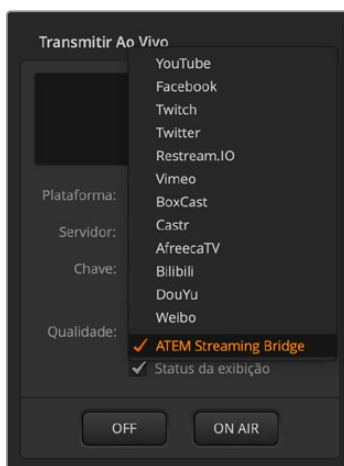 Transmitir Ao Vivo
YouTube
Facebook
Twitch
Twitter
Restream.IO
Vimeo
Plataforma:
BoxCast
Castr
Servidor:
AfreecaTV
Chave:
Bilibili
DouYu
Weibo
Qualidade:
ATEM Streaming Bridge
Status da exibição
OFF ON AIR